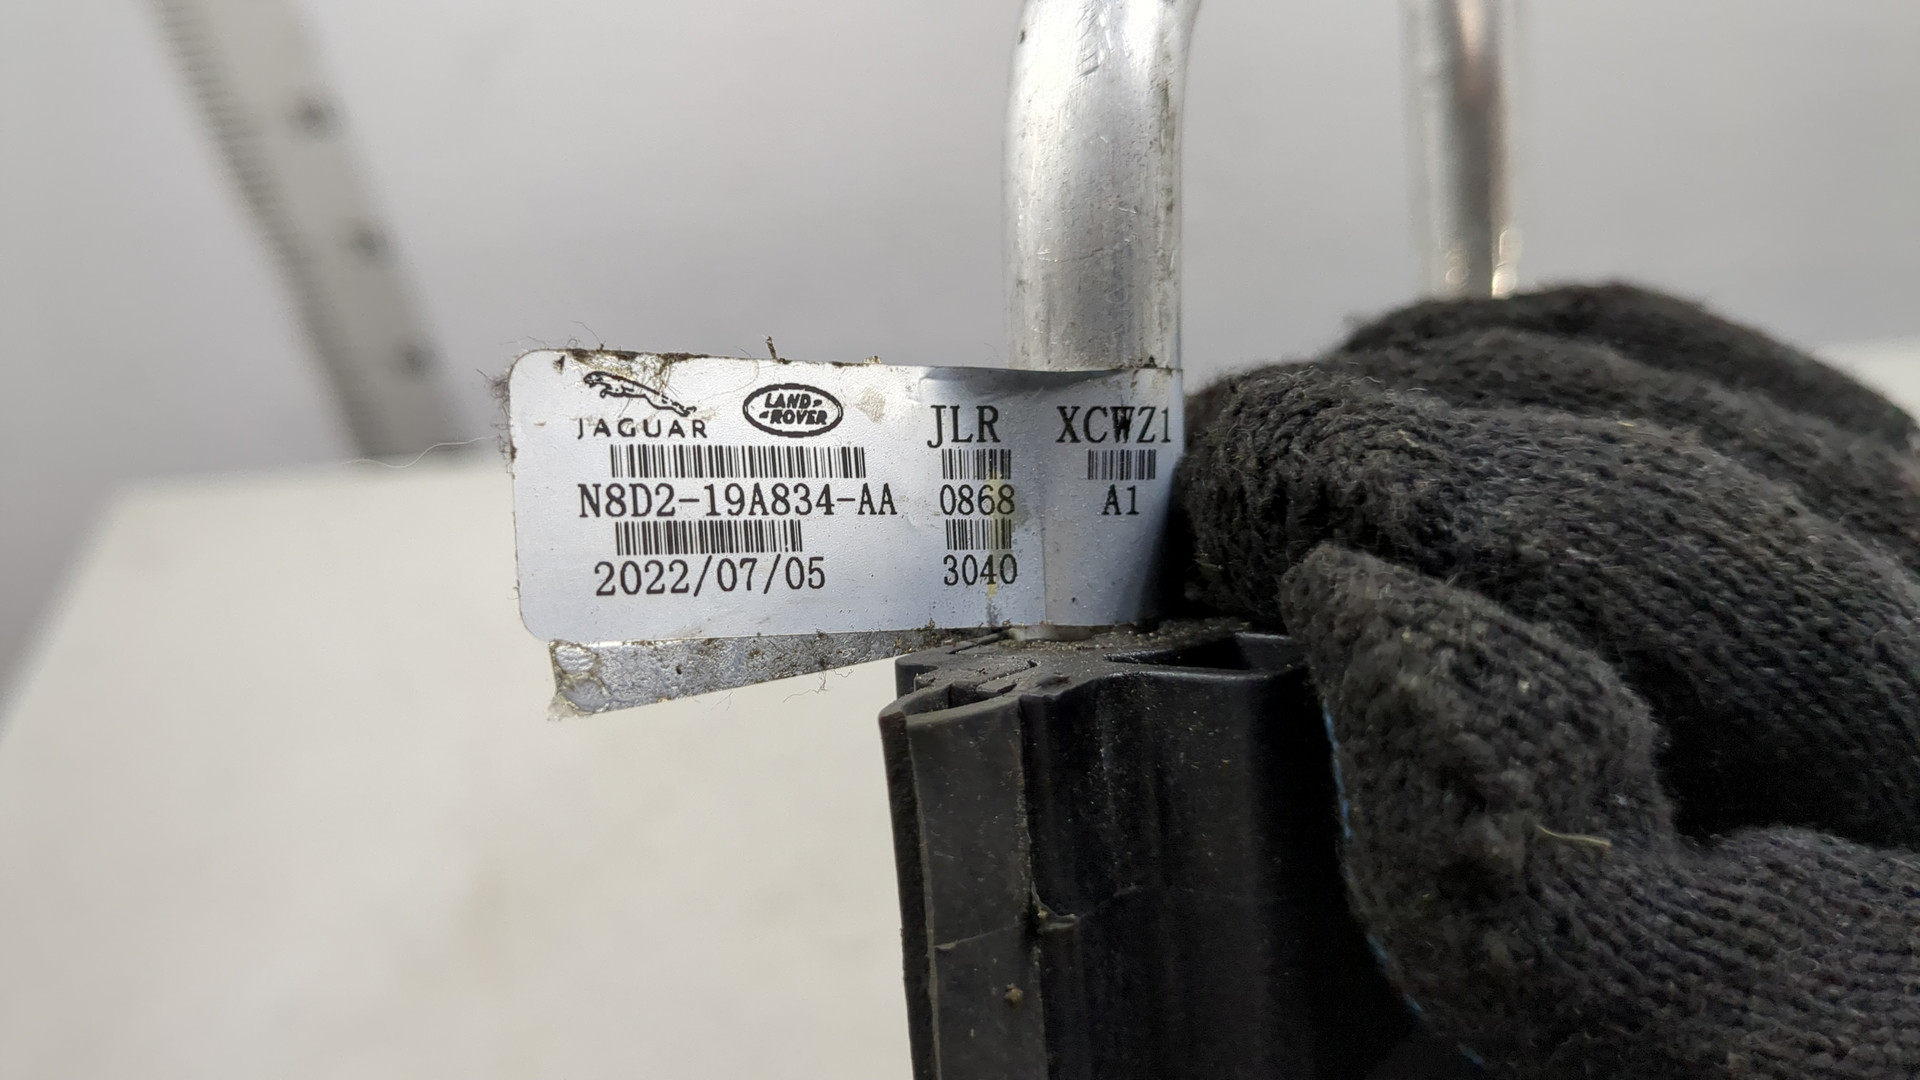 JAGUAR
LAND-
-ROVER
JLR XCWZ1
N8D2-19A834-AA 0868 A1
2022/07/05 3040